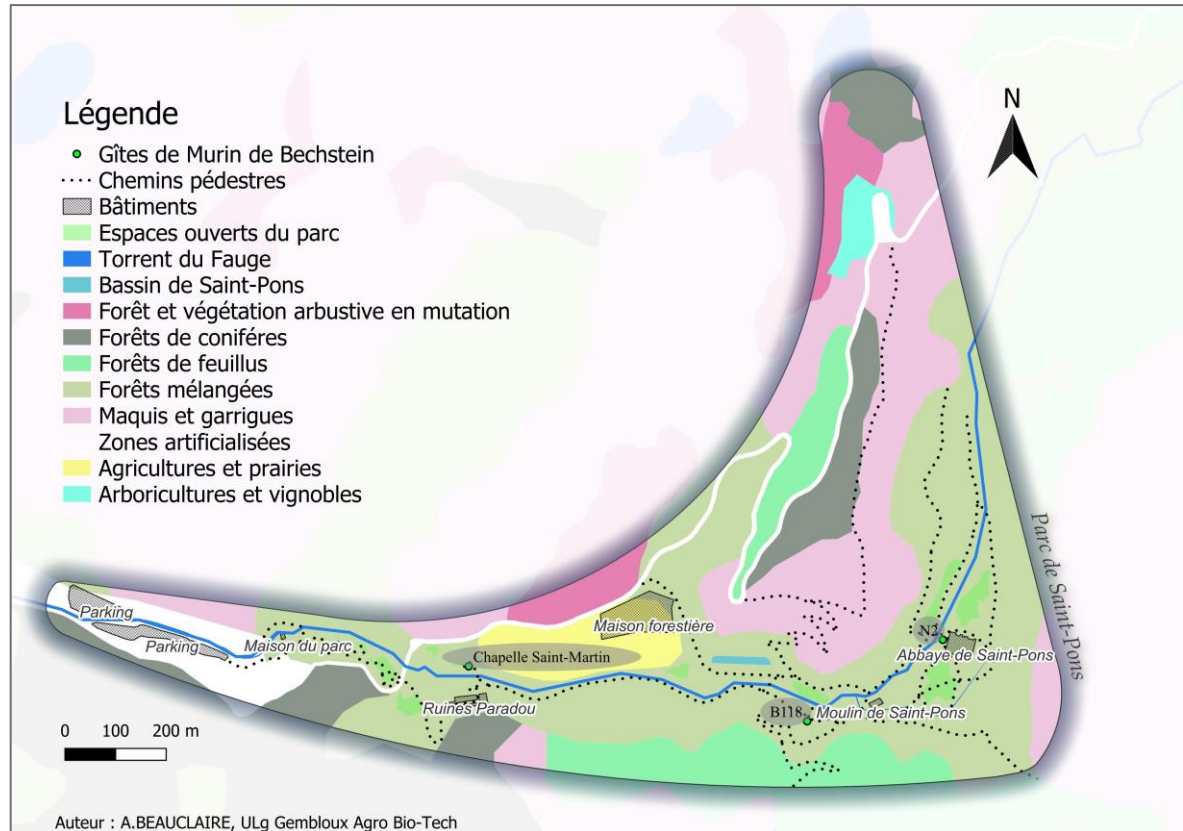 Légende
Gîtes de Murin de Bechstein
Chemins pédestres
Bâtiments
Espaces ouverts du parc
Torrent du Fauge
Bassin de Saint-Pons
Forêt et végétation arbustive en mutation
Forêts de coniféres
Forêts de feuillus
Forêts mélangées
Maquis et garrigues
Zones artificialisées
Agricultures et prairies
Arboricultures et vignobles
N
Parc de Saint-Pons
Parking
Parking
Maison du parc
Maison forestière
Chapelle Saint-Martin
Ruines Paradou
N2
Abbaye de Saint-Pons
B118
Moulin de Saint-Pons
0 100 200 m
Auteur : A.BEAUCLAIRE, ULg Gembloux Agro Bio-Tech